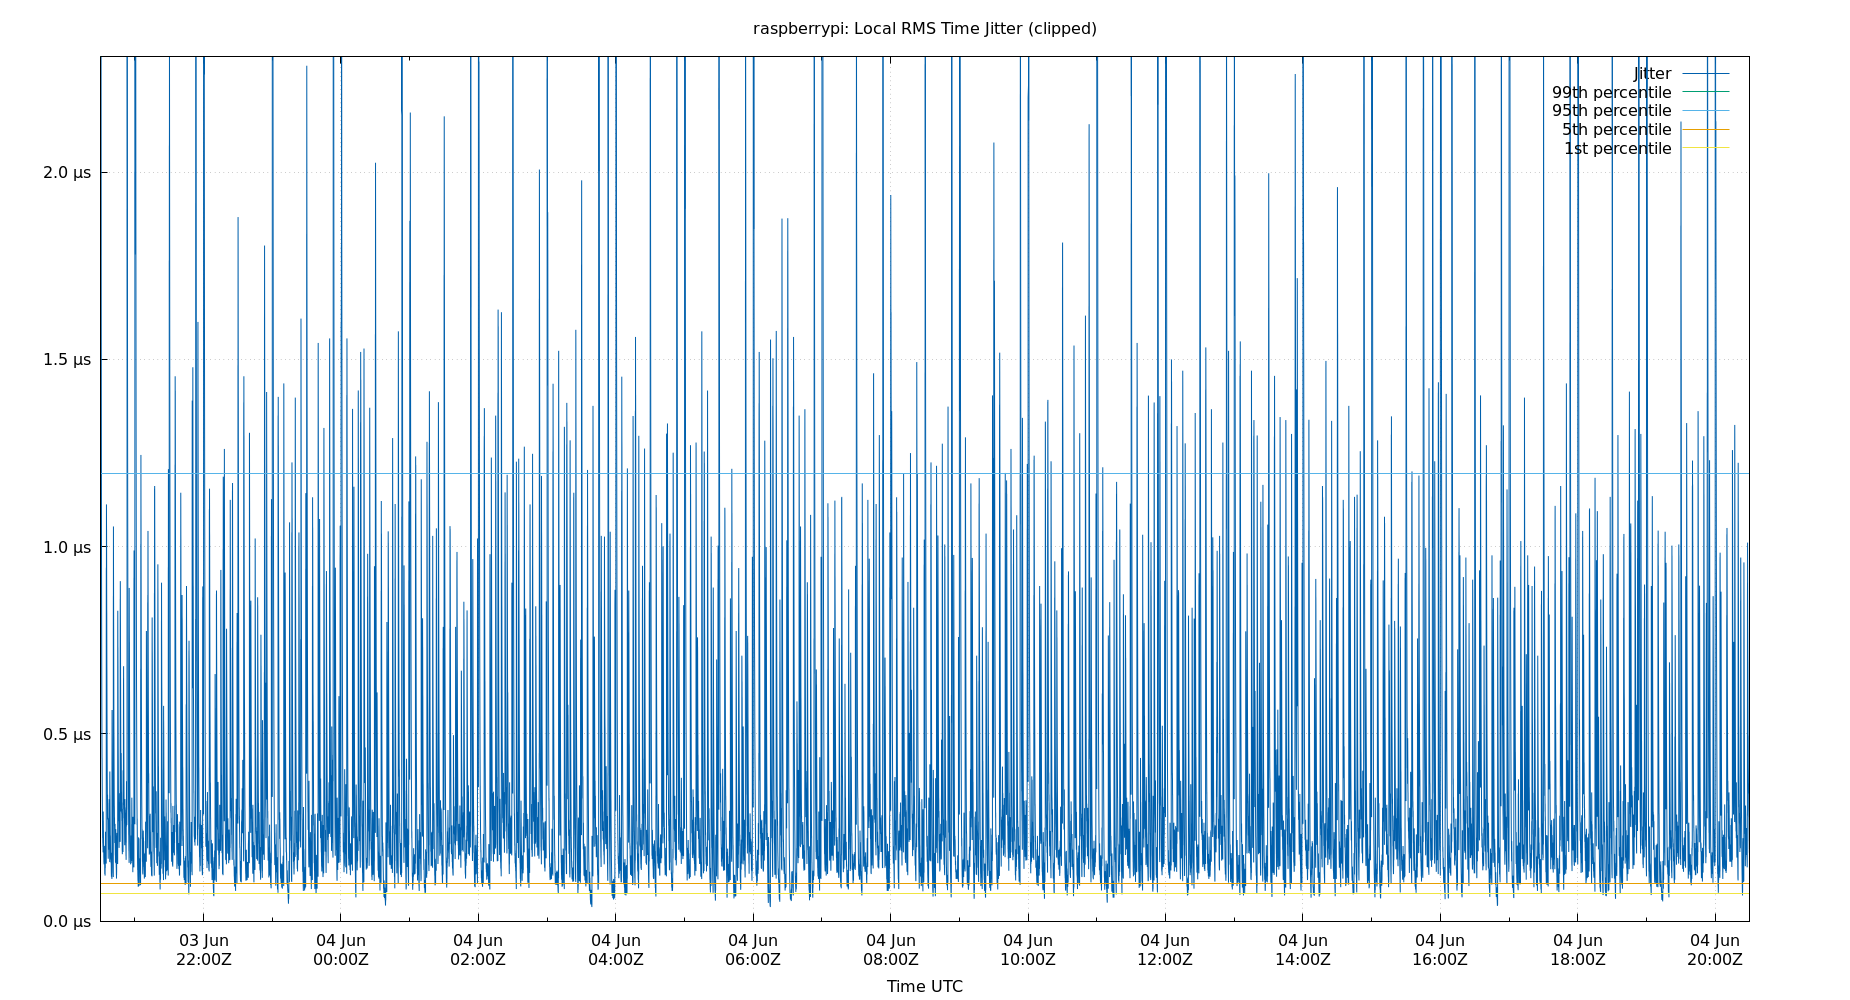 raspberrypi: Local RMS Time Jitter (clipped)
Jitter
99th percentile
95th percentile
5th percentile
1st percentile
2.0 µs
1.5 µs
1.0 µs
0.5 µs
0.0 µs
03 Jun 04 Jun 04 Jun 04 Jun 04 Jun 04 Jun 04 Jun 04 Jun 04 Jun 04 Jun 04 Jun 04 Jun
22:00Z 00:00Z 02:00Z 04:00Z 06:00Z 08:00Z 10:00Z 12:00Z 14:00Z 16:00Z 18:00Z 20:00Z
Time UTC